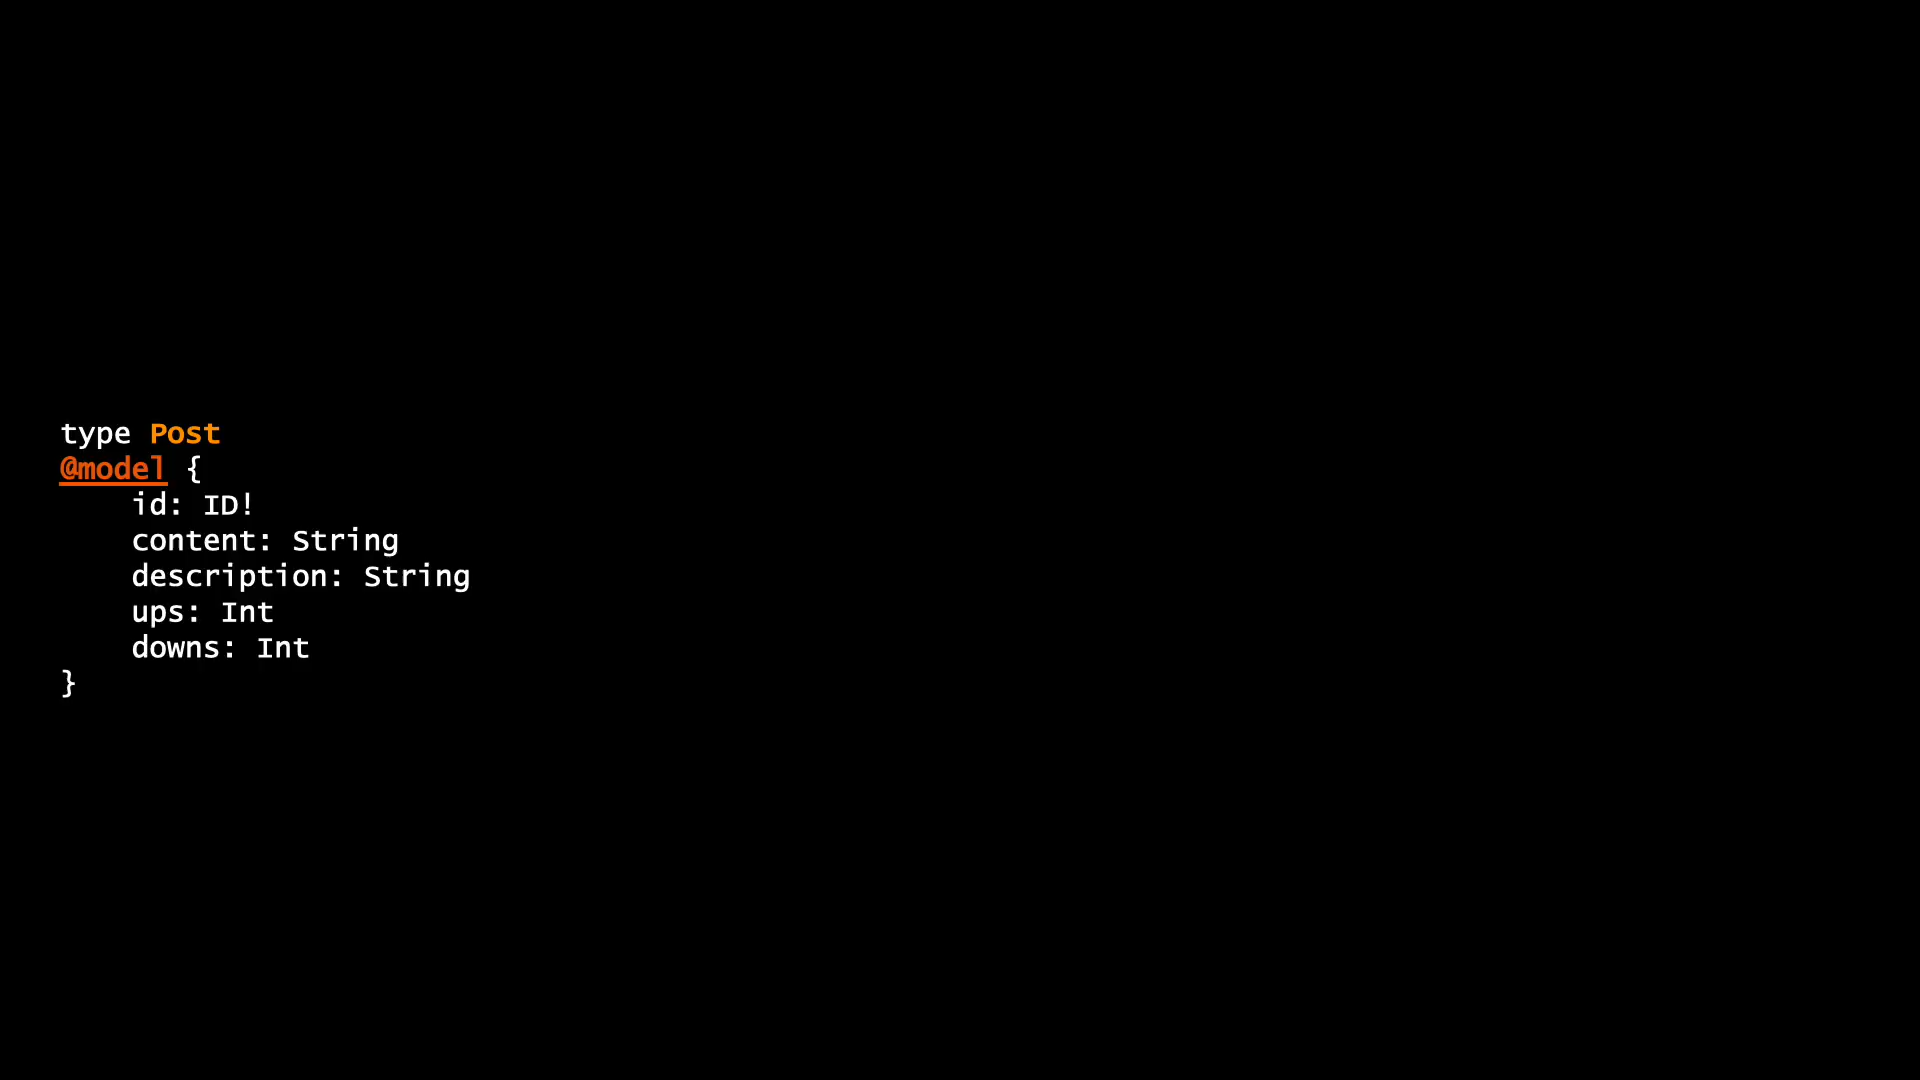 type Post
@model {
    id: ID!
    content: String
    description: String
    ups: Int
    downs: Int
}